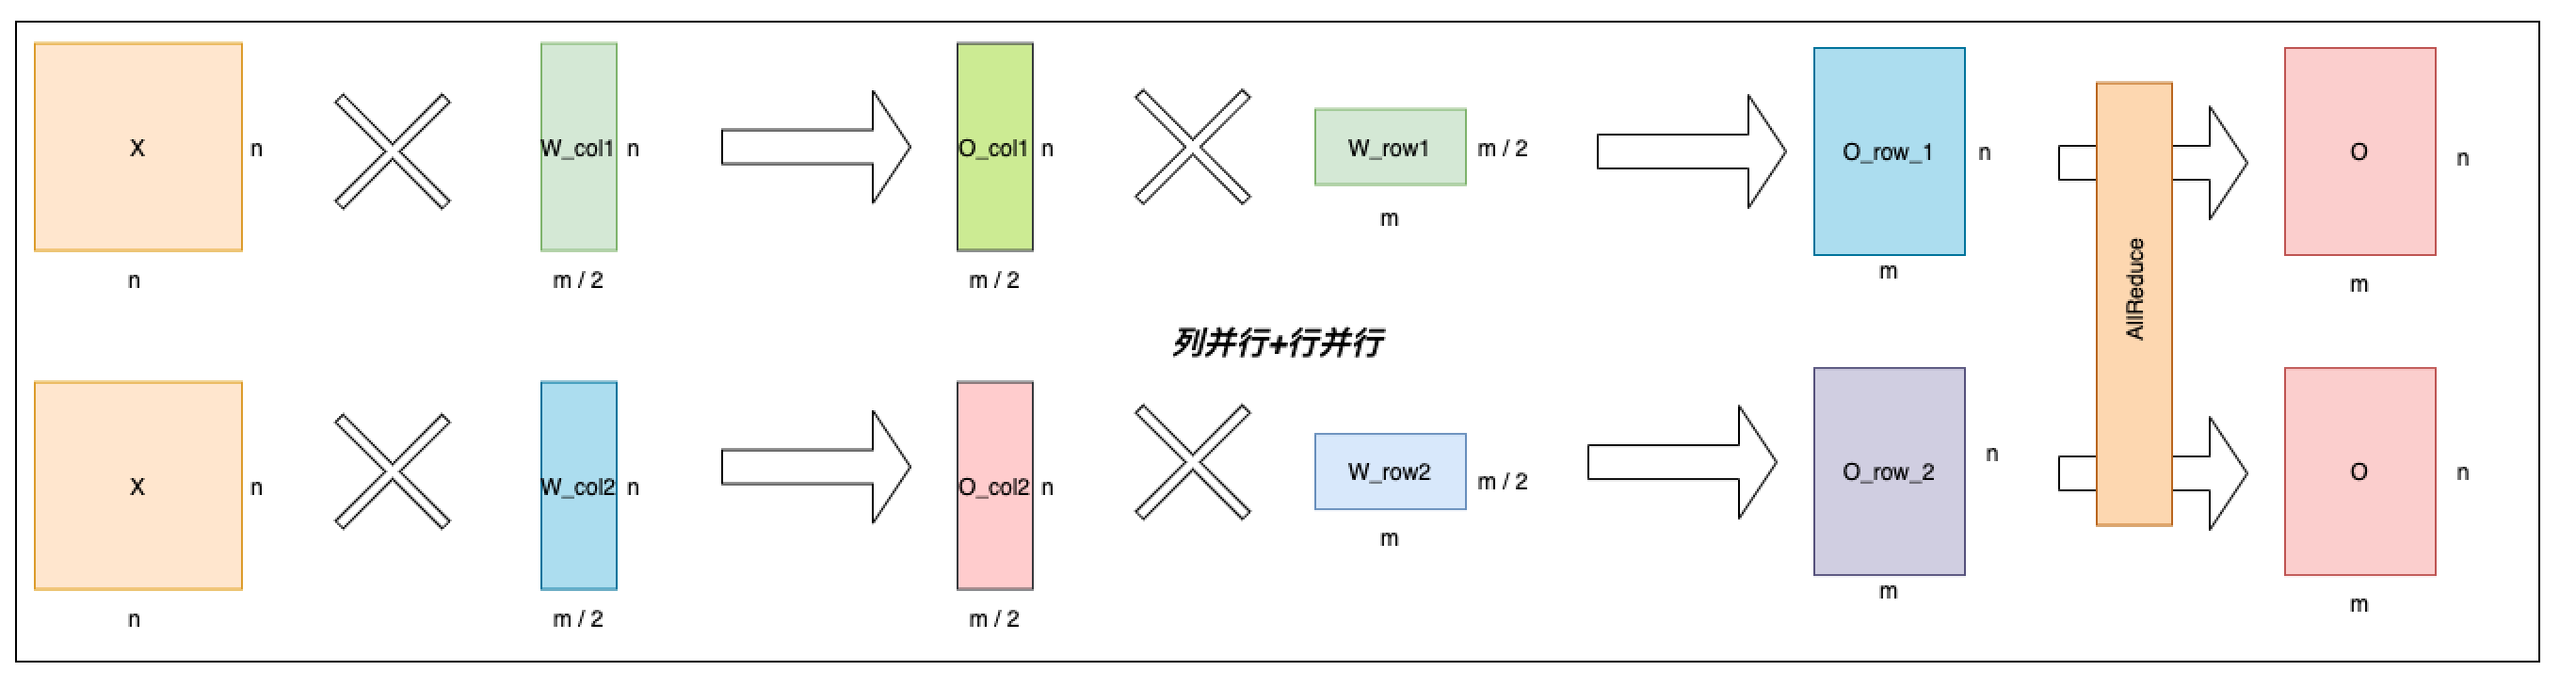 X
n
n
W_col1
n
m / 2
O_col1
n
m / 2
W_row1
m / 2
m
O_row_1
n
m
AllReduce
O
n
m
列并行+行并行
X
n
n
W_col2
n
m / 2
O_col2
n
m / 2
W_row2
m / 2
m
O_row_2
n
m
O
n
m